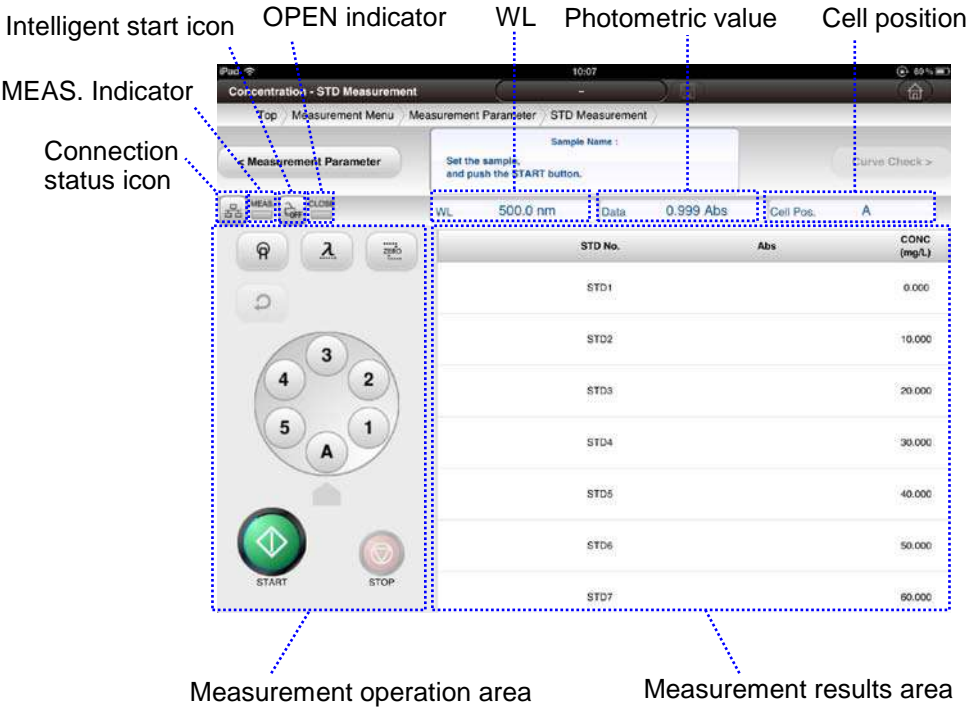 Intelligent start icon
OPEN indicator
WL
Photometric value
Cell position
MEAS. Indicator
Connection
status icon
iPad
10:07
60 %
Concentration - STD Measurement
-
Top
Measurement Menu
Measurement Parameter
STD Measurement
< Measurement Parameter
Sample Name :
Set the sample,
and push the START button.
Curve Check >
MEAS
OFF
CLOSE
WL
500.0 nm
Data
0.999 Abs
Cell Pos.
A
λ
ZERO
STD No.
Abs
CONC
(mg/L)
STD1
0.000
STD2
10.000
STD3
20.000
STD4
30.000
STD5
40.000
STD6
50.000
STD7
60.000
3
4
2
5
1
A
START
STOP
Measurement operation area
Measurement results area